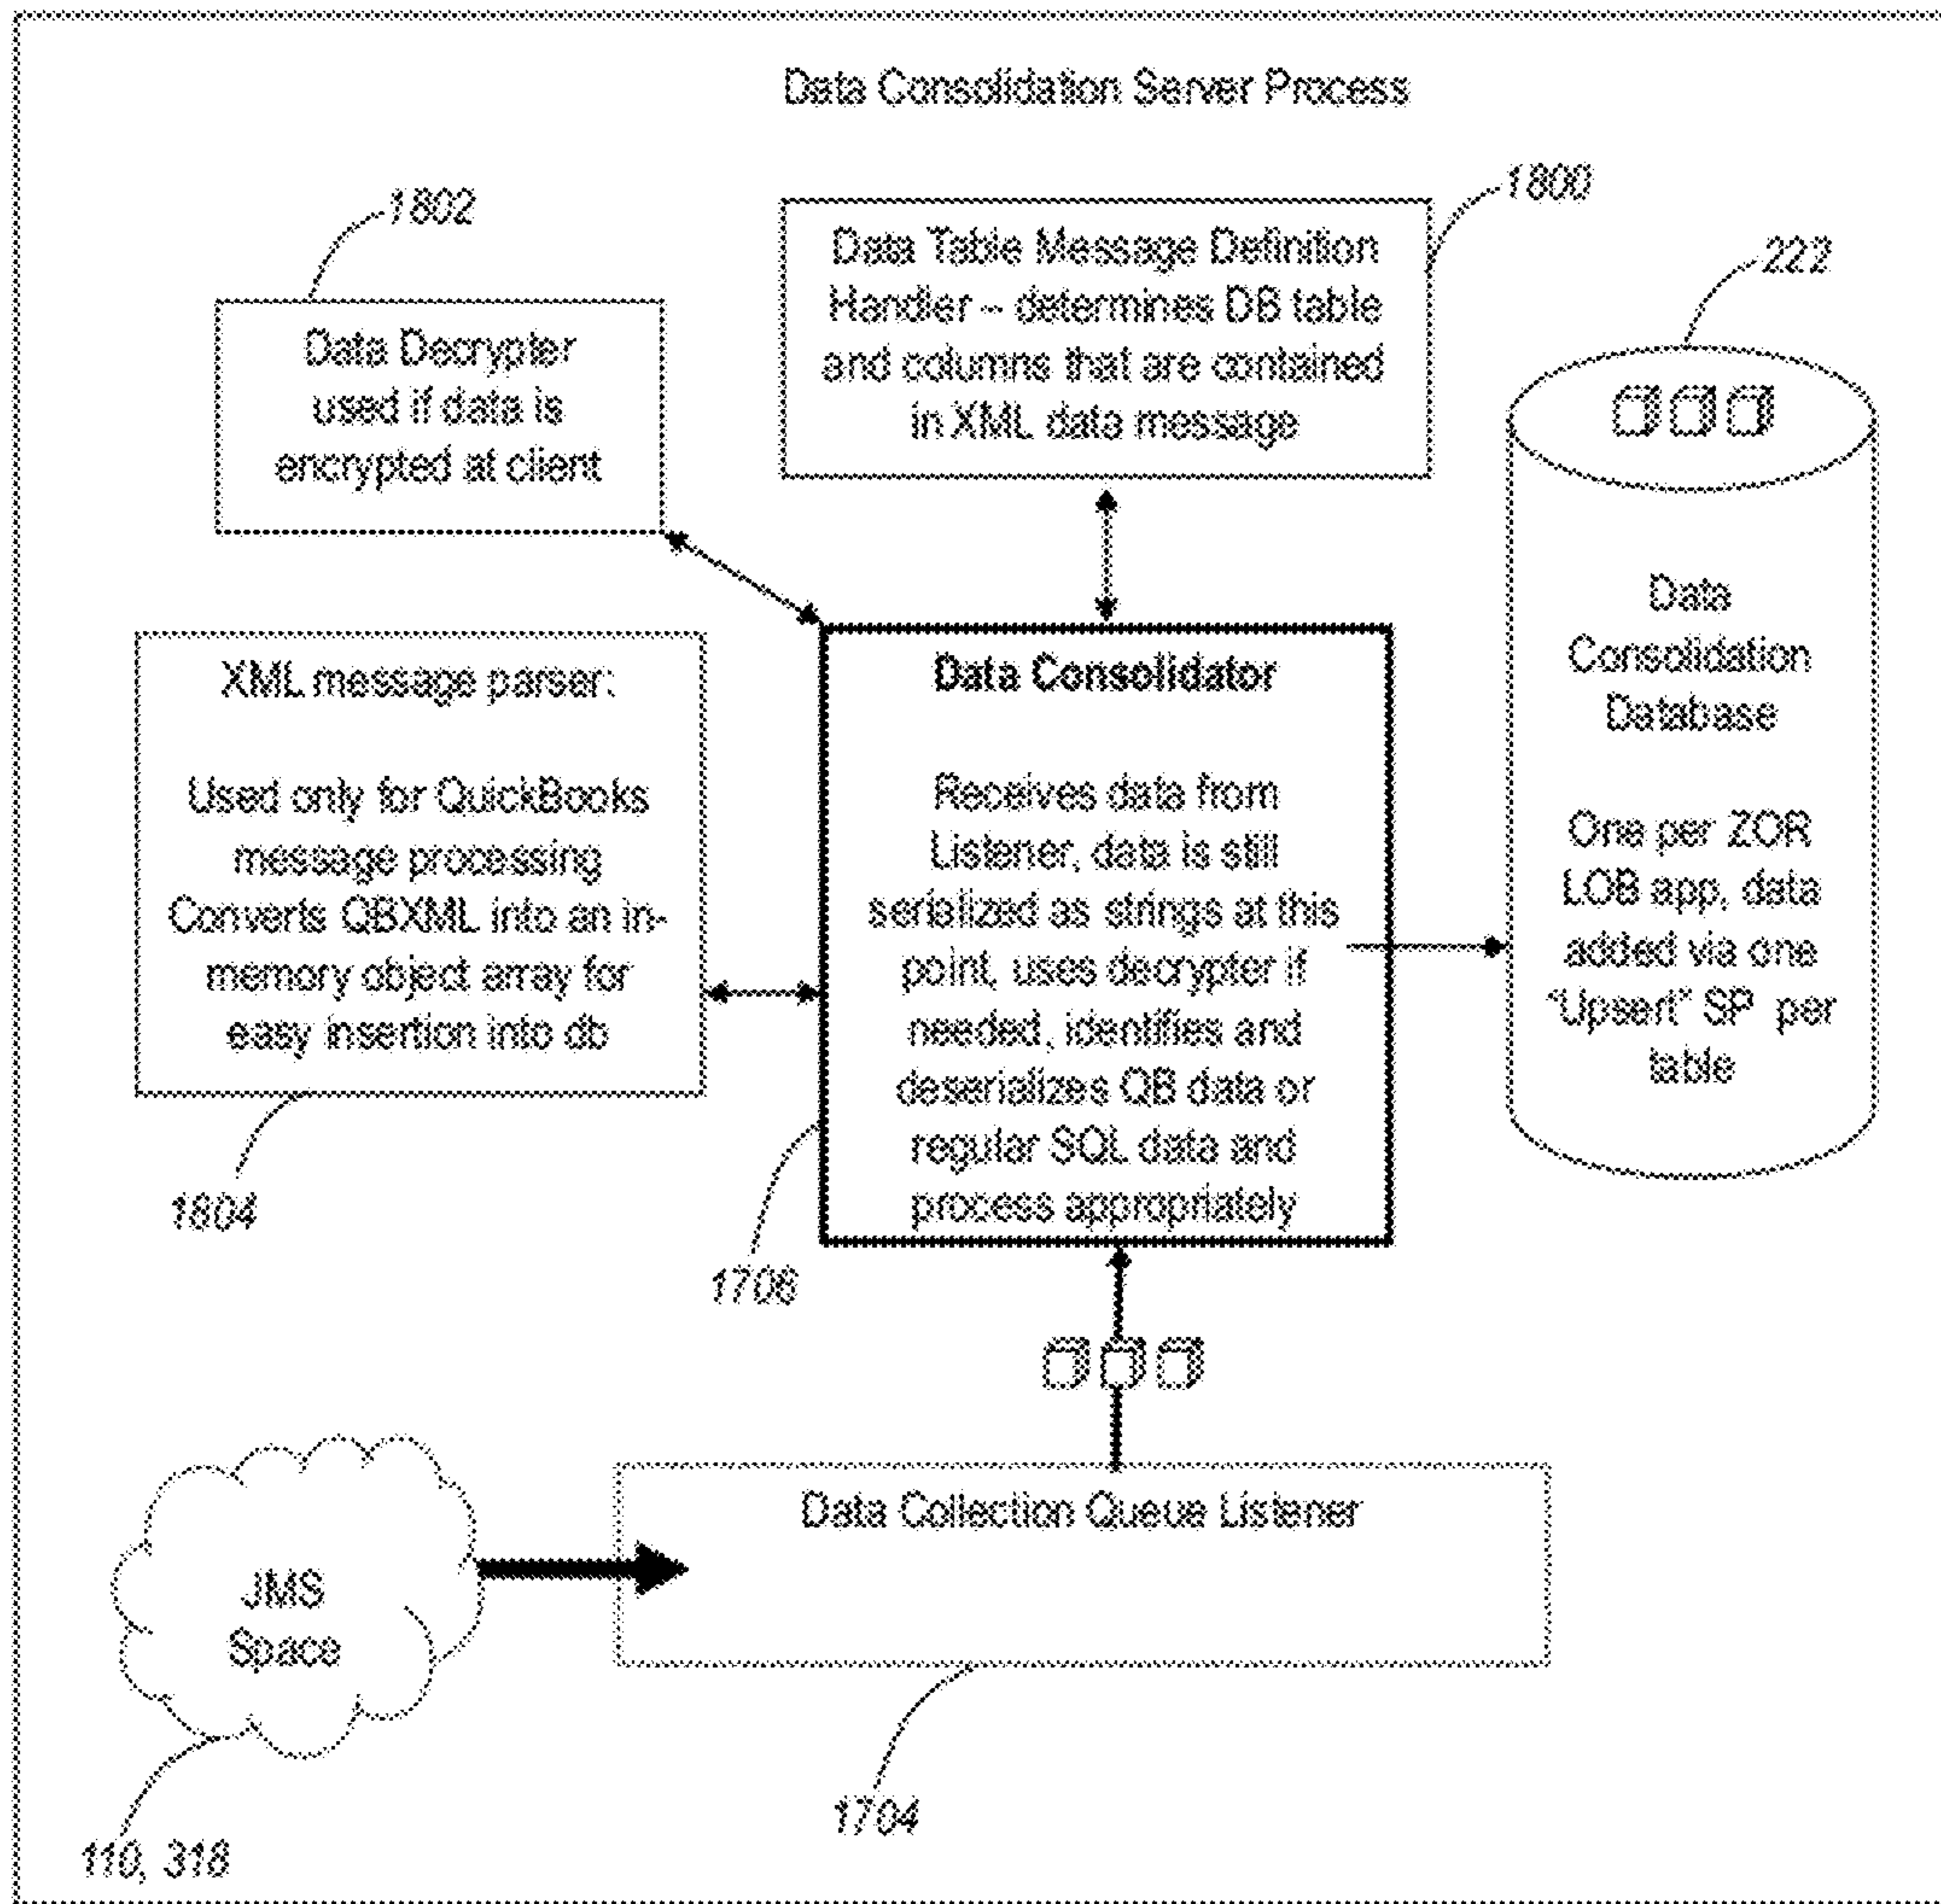 Data Consolidation Server Process
1802
1800
222
Data Decrypter
used if data is
encrypted at client
Data Table Message Definition
Handler – determines DB table
and columns that are contained
in XML data message
Data
Consolidation
Database
One per ZOR
LOB app, data
added via one
"Upsert" SP per
table
XML message parser:
Used only for QuickBooks
message processing
Converts QBXML into an in-
memory object array for
easy insertion into db
1804
Data Consolidator
Receives data from
Listener, data is still
serialized as strings at this
point, uses decrypter if
needed, identifies and
deserializes QB data or
regular SQL data and
process appropriately
1706
Data Collection Queue Listener
JMS
Space
1704
110, 318